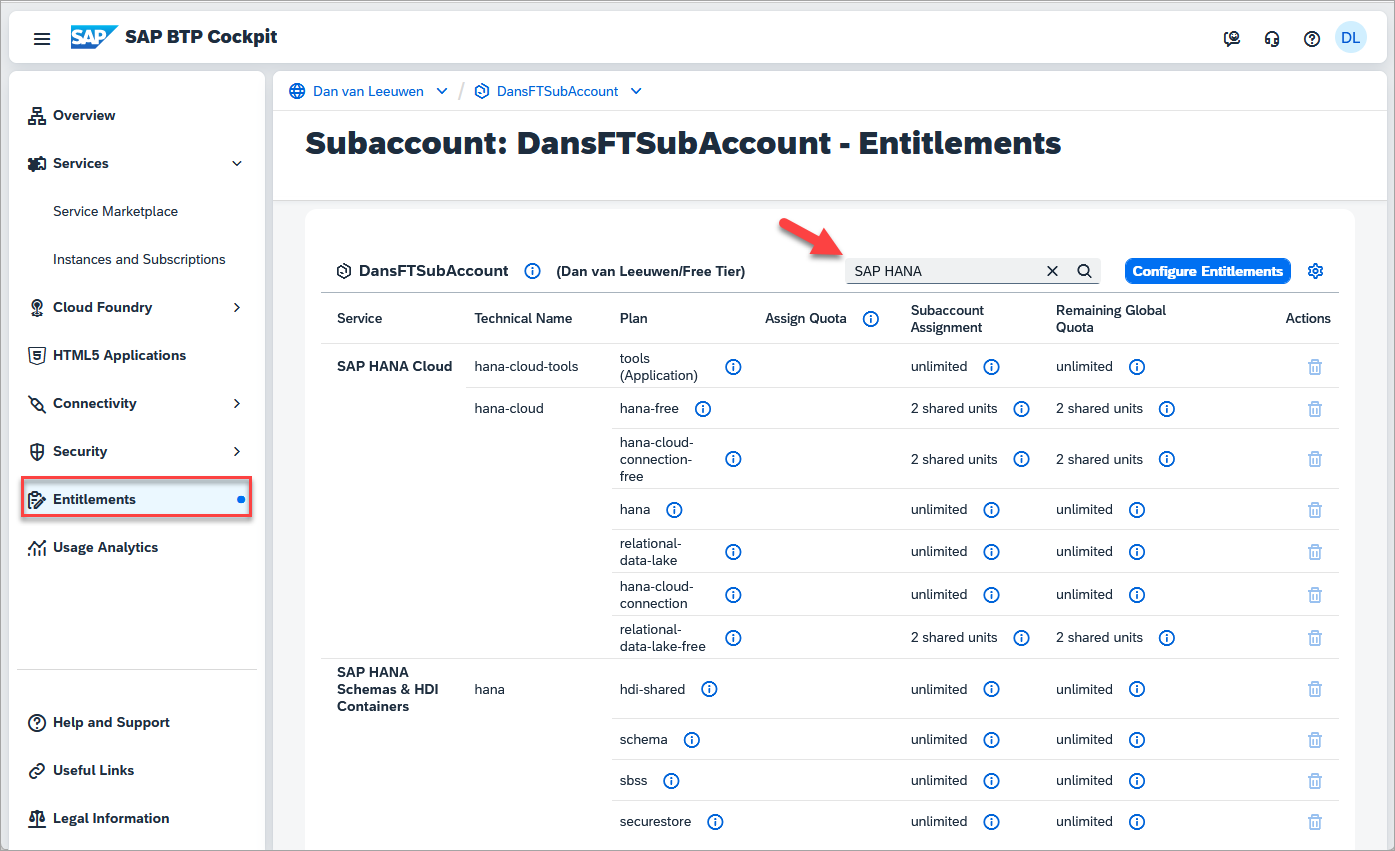 SAP SAP BTP Cockpit
DL
Overview
Services
Service Marketplace
Instances and Subscriptions
Cloud Foundry
HTML5 Applications
Connectivity
Security
Entitlements
Usage Analytics
Help and Support
Useful Links
Legal Information
Dan van Leeuwen / DansFTSubAccount
Subaccount: DansFTSubAccount - Entitlements
DansFTSubAccount (Dan van Leeuwen/Free Tier) SAP HANA Configure Entitlements
Service Technical Name Plan Assign Quota Subaccount Assignment Remaining Global Quota Actions
SAP HANA Cloud hana-cloud-tools tools (Application) unlimited unlimited
hana-cloud hana-free 2 shared units 2 shared units
hana-cloud-connection-free 2 shared units 2 shared units
hana unlimited unlimited
relational-data-lake unlimited unlimited
hana-cloud-connection unlimited unlimited
relational-data-lake-free 2 shared units 2 shared units
SAP HANA Schemas & HDI Containers hana hdi-shared unlimited unlimited
schema unlimited unlimited
sbss unlimited unlimited
securestore unlimited unlimited